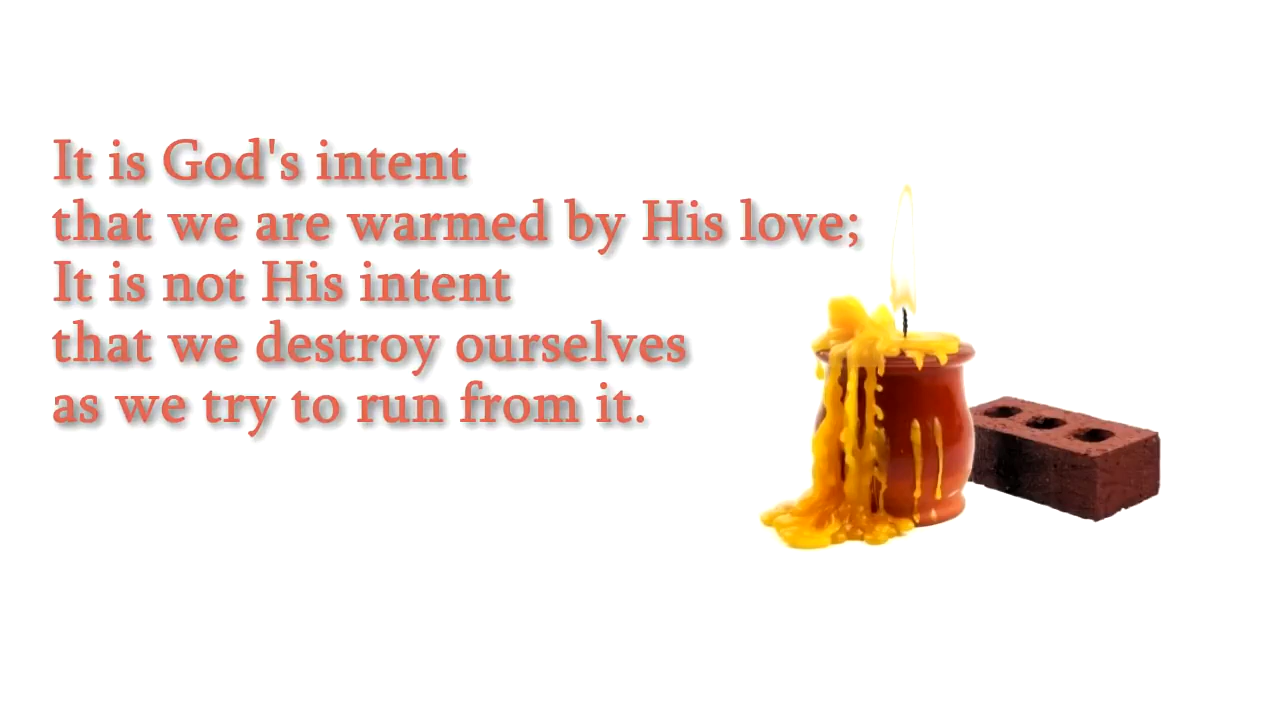 It is God's intent
that we are warmed by His love;
It is not His intent
that we destroy ourselves
as we try to run from it.